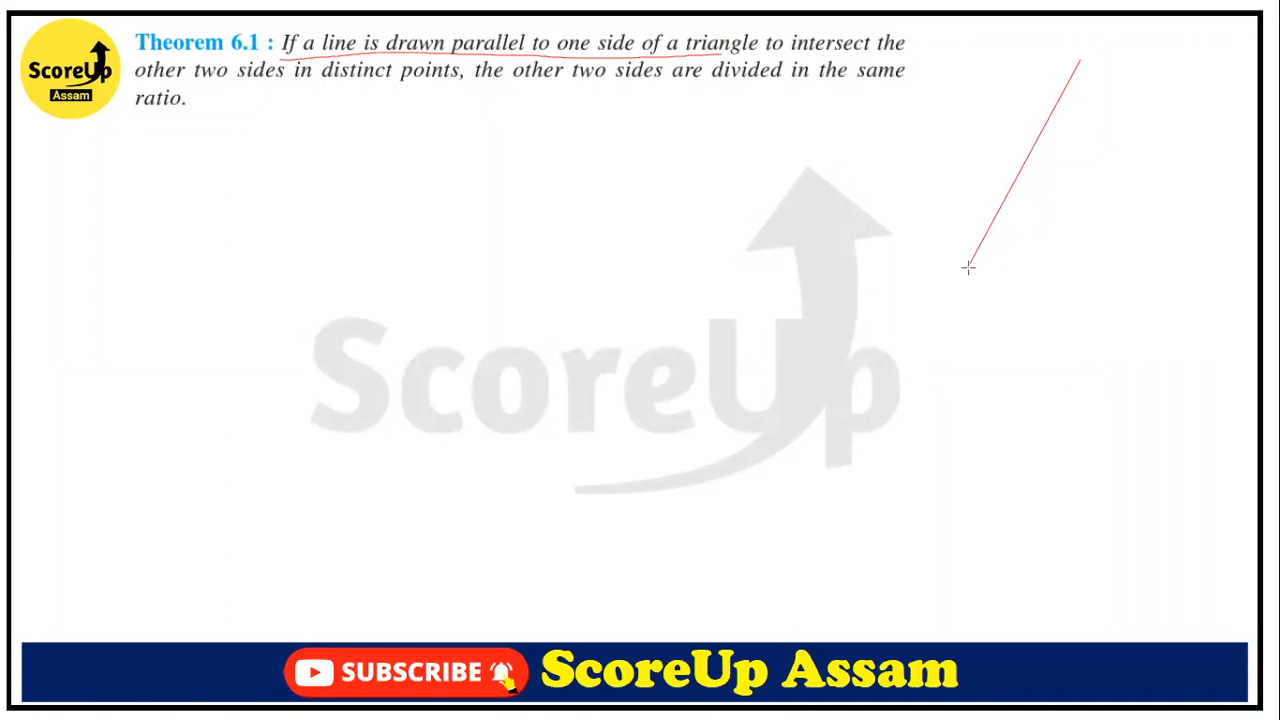 Theorem 6.1 : If a line is drawn parallel to one side of a triangle to intersect the
other two sides in distinct points, the other two sides are divided in the same
ratio.
ScoreUp
Assam
ScoreUp
SUBSCRIBE ScoreUp Assam